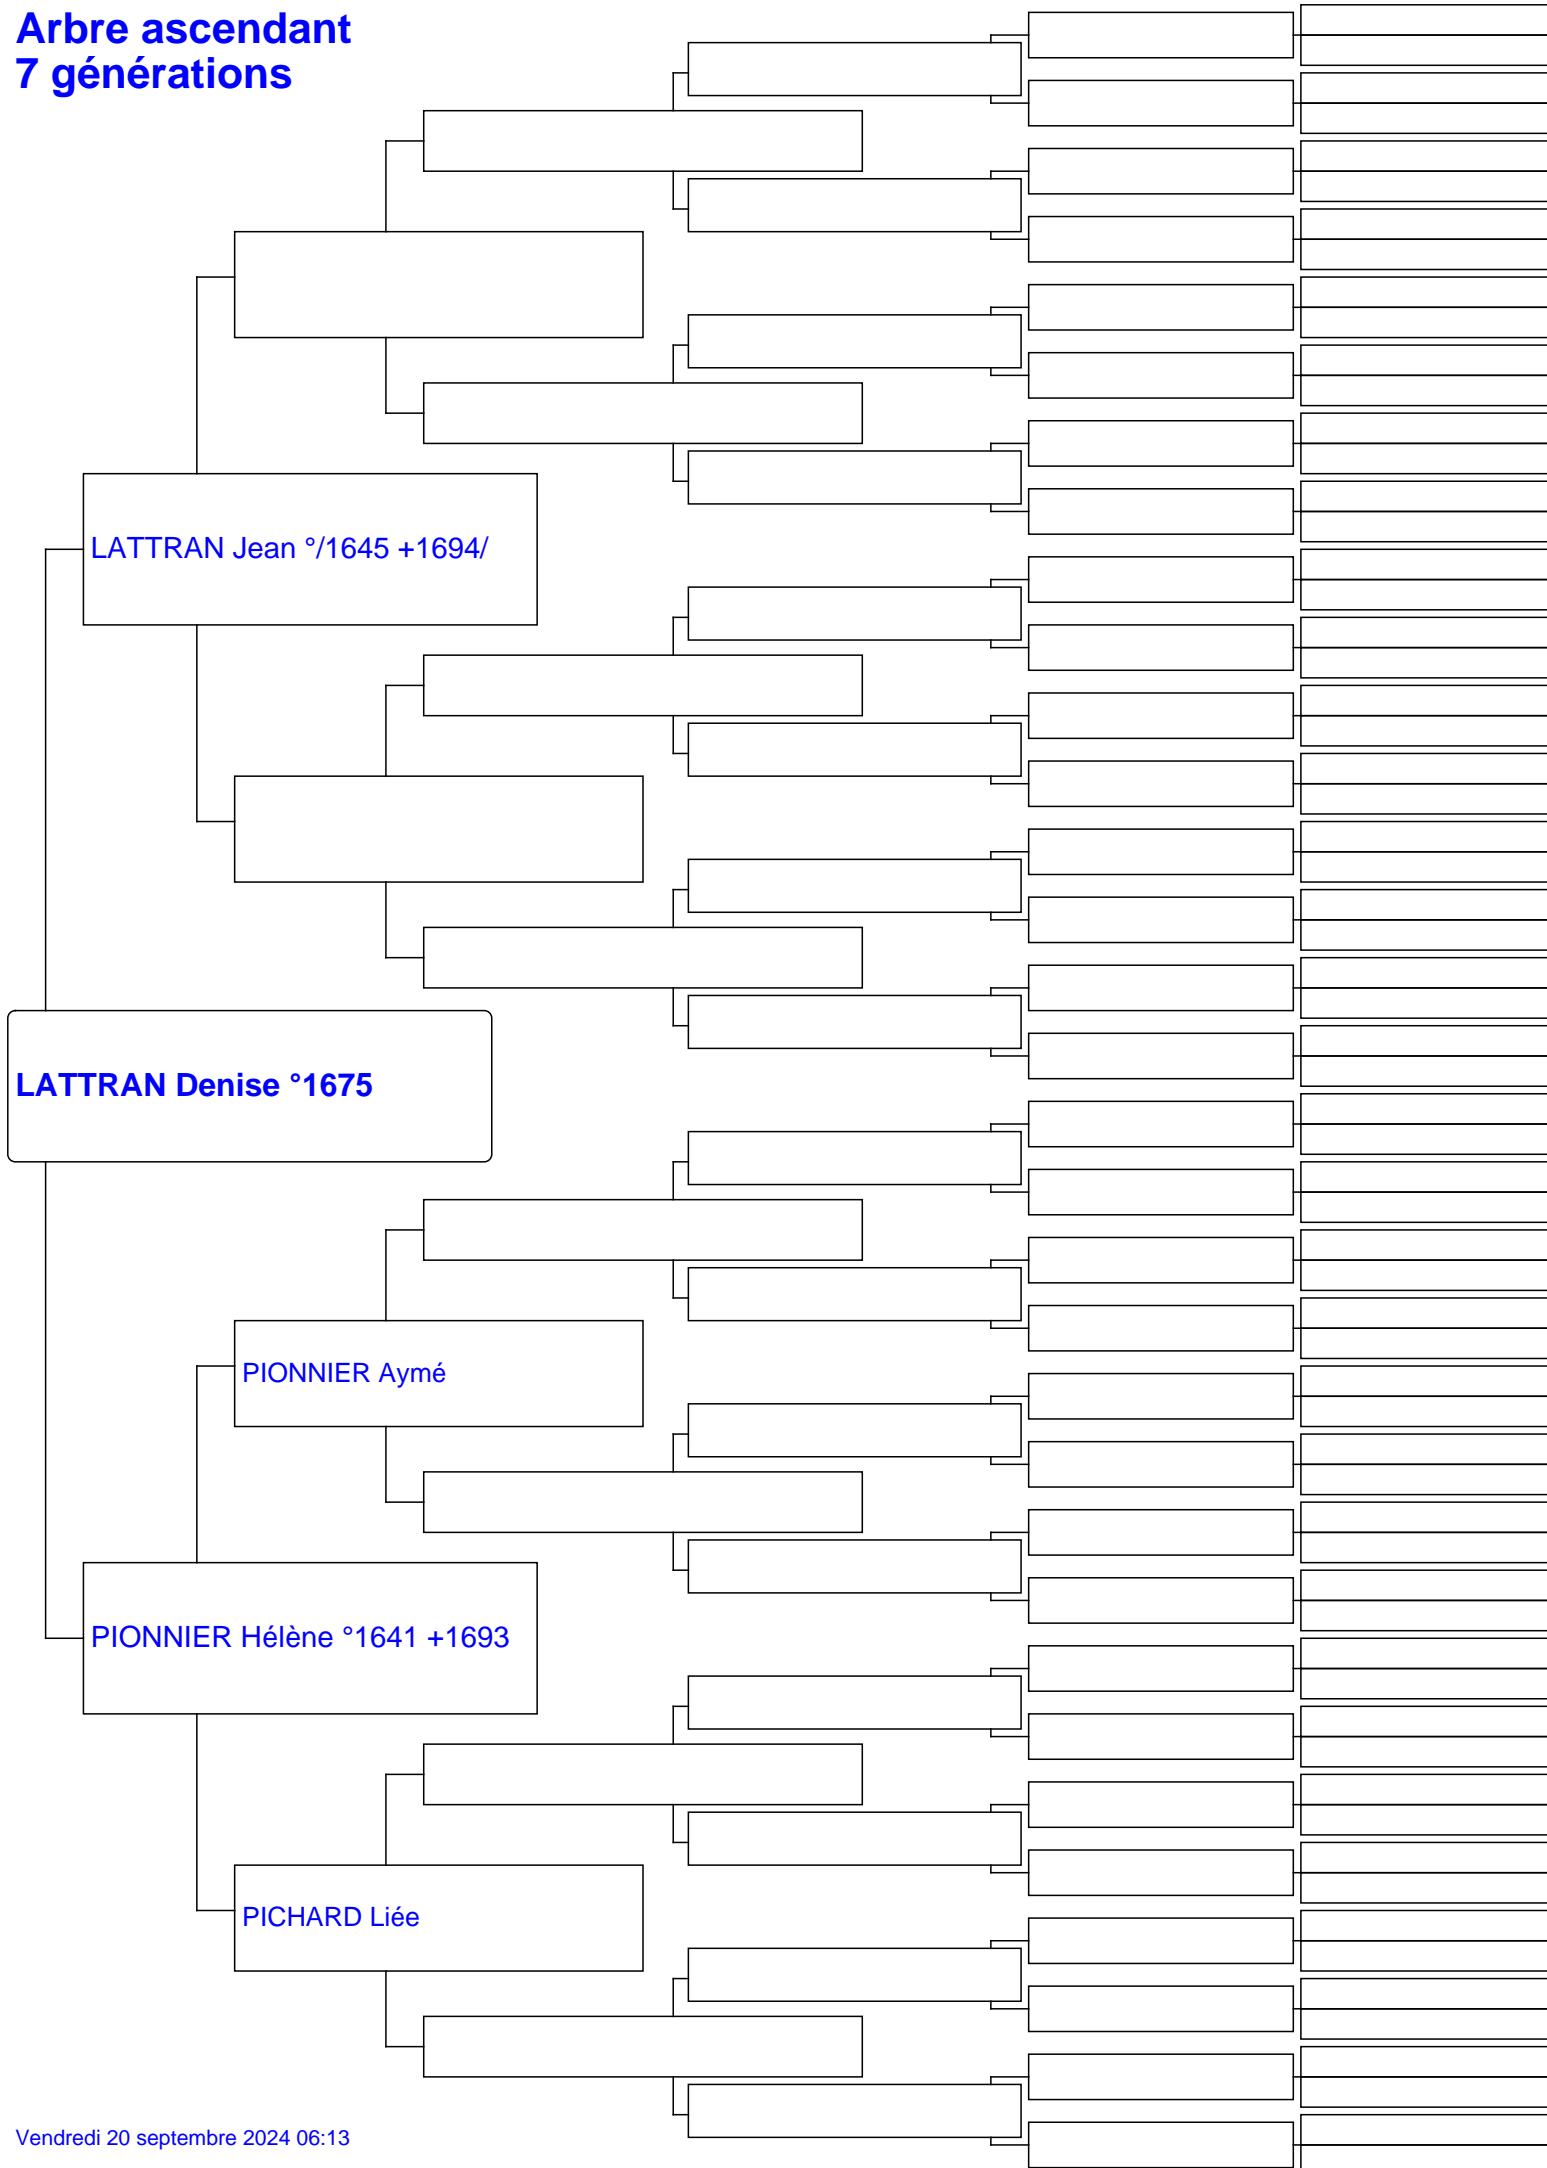 Arbre ascendant
7 générations
LATTRAN Jean °/1645 +1694/
LATTRAN Denise °1675
PIONNIER Aymé
PIONNIER Hélène °1641 +1693
PICHARD Liée
Vendredi 20 septembre 2024 06:13